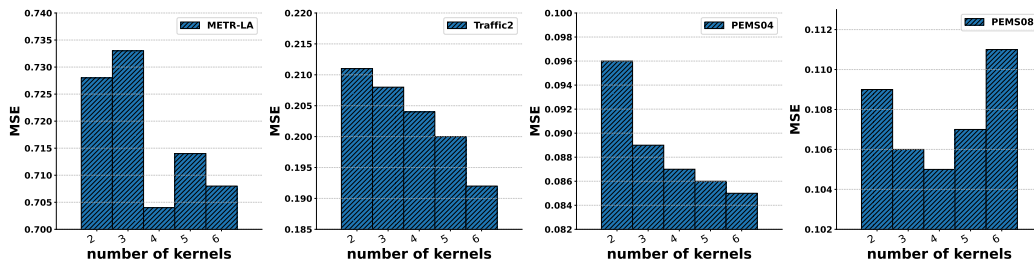 METR-LA
0.740
0.735
0.730
0.725
0.720
0.715
0.710
0.705
0.700
MSE
2 3 4 5 6
number of kernels
Traffic2
0.220
0.215
0.210
0.205
0.200
0.195
0.190
0.185
MSE
2 3 4 5 6
number of kernels
PEMS04
0.100
0.098
0.096
0.094
0.092
0.090
0.088
0.086
0.084
0.082
MSE
2 3 4 5 6
number of kernels
PEMS08
0.112
0.110
0.108
0.106
0.104
0.102
MSE
2 3 4 5 6
number of kernels